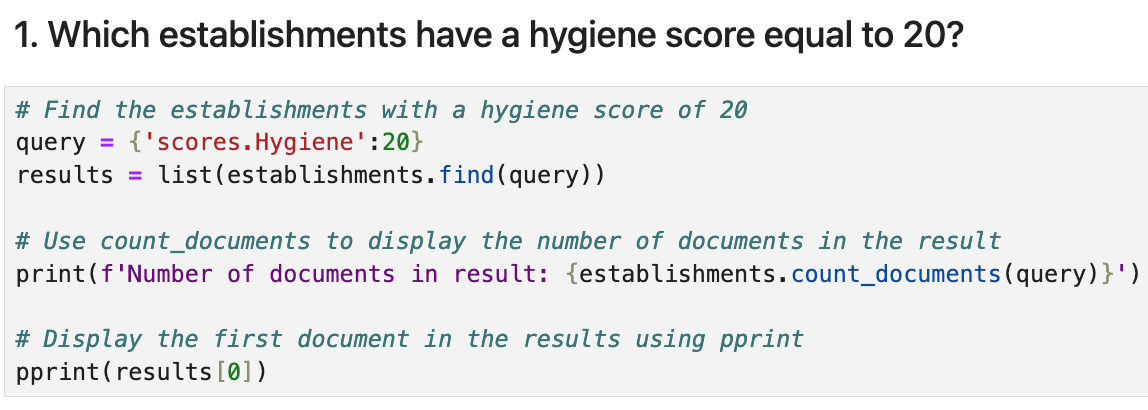 1. Which establishments have a hygiene score equal to 20?
# Find the establishments with a hygiene score of 20
query = {'scores.Hygiene':20}
results = list(establishments.find(query))
# Use count_documents to display the number of documents in the result
print(f'Number of documents in result: {establishments.count_documents(query)}')
# Display the first document in the results using pprint
pprint(results[0])